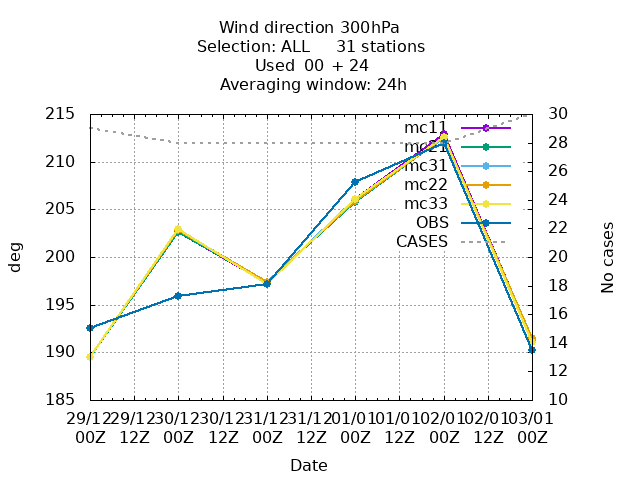 Wind direction 300hPa
Selection: ALL 31 stations
Used 00 + 24
Averaging window: 24h
215
210
205
200
195
190
185
deg
30
28
26
24
22
20
18
16
14
12
10
No cases
mc11
mc21
mc31
mc22
mc33
OBS
CASES
29/12 29/12 30/12 30/12 31/12 31/12 01/01 01/01 02/01 02/01 03/01
00Z 12Z 00Z 12Z 00Z 12Z 00Z 12Z 00Z 12Z 00Z
Date